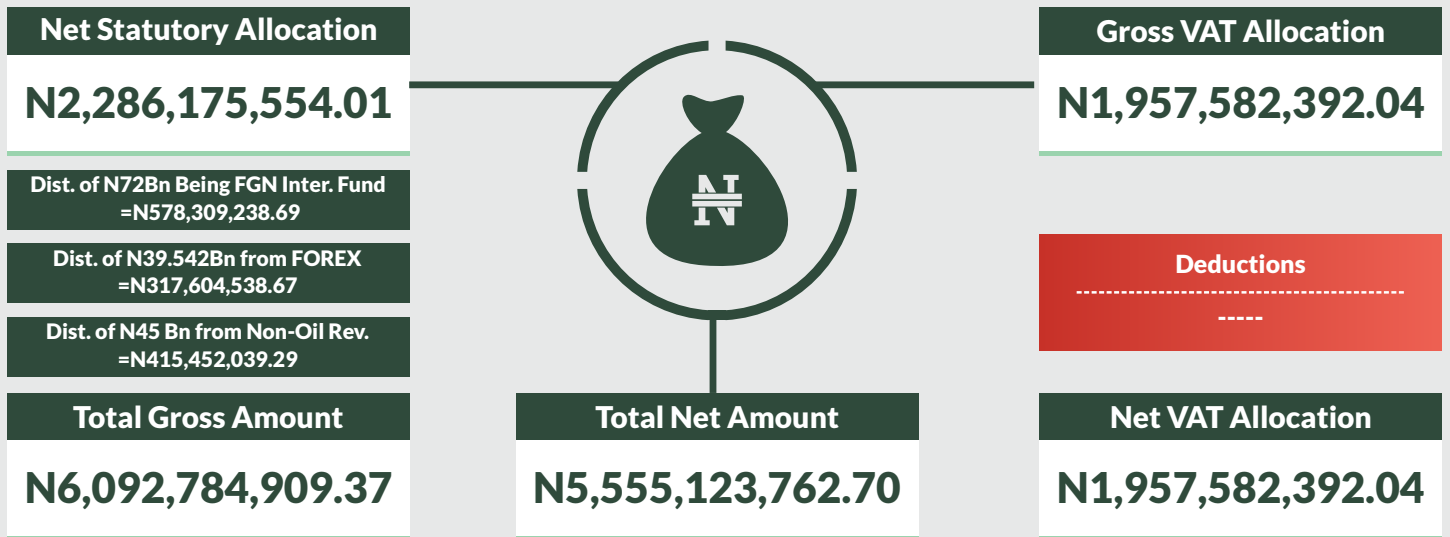 Net Statutory Allocation
N2,286,175,554.01
Dist. of N72Bn Being FGN Inter. Fund
=N578,309,238.69
Dist. of N39.542Bn from FOREX
=N317,604,538.67
Dist. of N45 Bn from Non-Oil Rev.
=N415,452,039.29
Total Gross Amount
N6,092,784,909.37
₦
Total Net Amount
N5,555,123,762.70
Gross VAT Allocation
N1,957,582,392.04
Deductions
--------------------------------------------
-----
Net VAT Allocation
N1,957,582,392.04